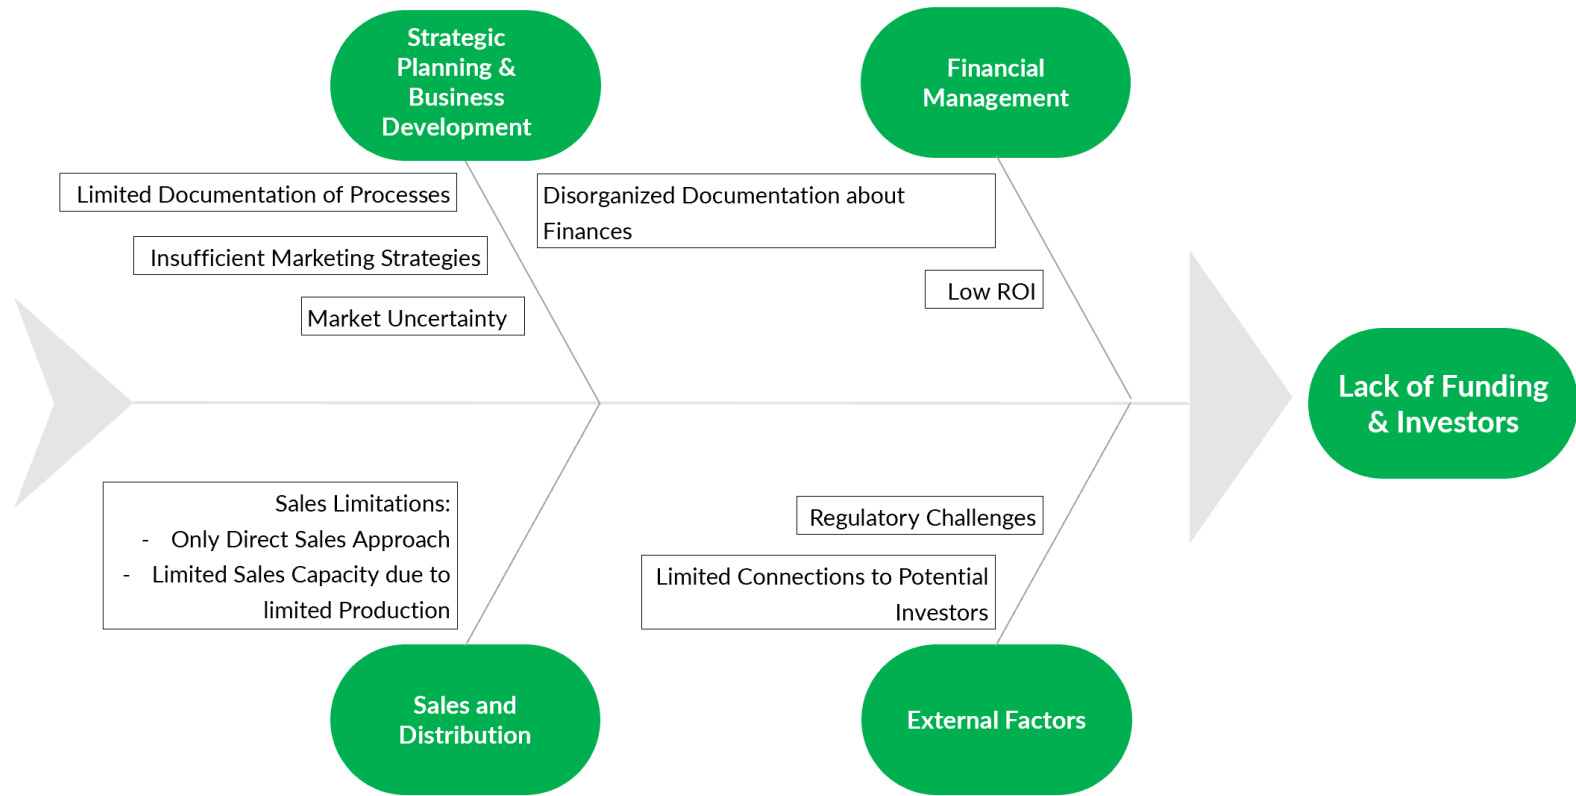 Strategic
Planning &
Business
Development
Financial
Management
Limited Documentation of Processes
Insufficient Marketing Strategies
Market Uncertainty
Disorganized Documentation about
Finances
Low ROI
Lack of Funding
& Investors
Sales Limitations:
- Only Direct Sales Approach
- Limited Sales Capacity due to
limited Production
Regulatory Challenges
Limited Connections to Potential
Investors
Sales and
Distribution
External Factors